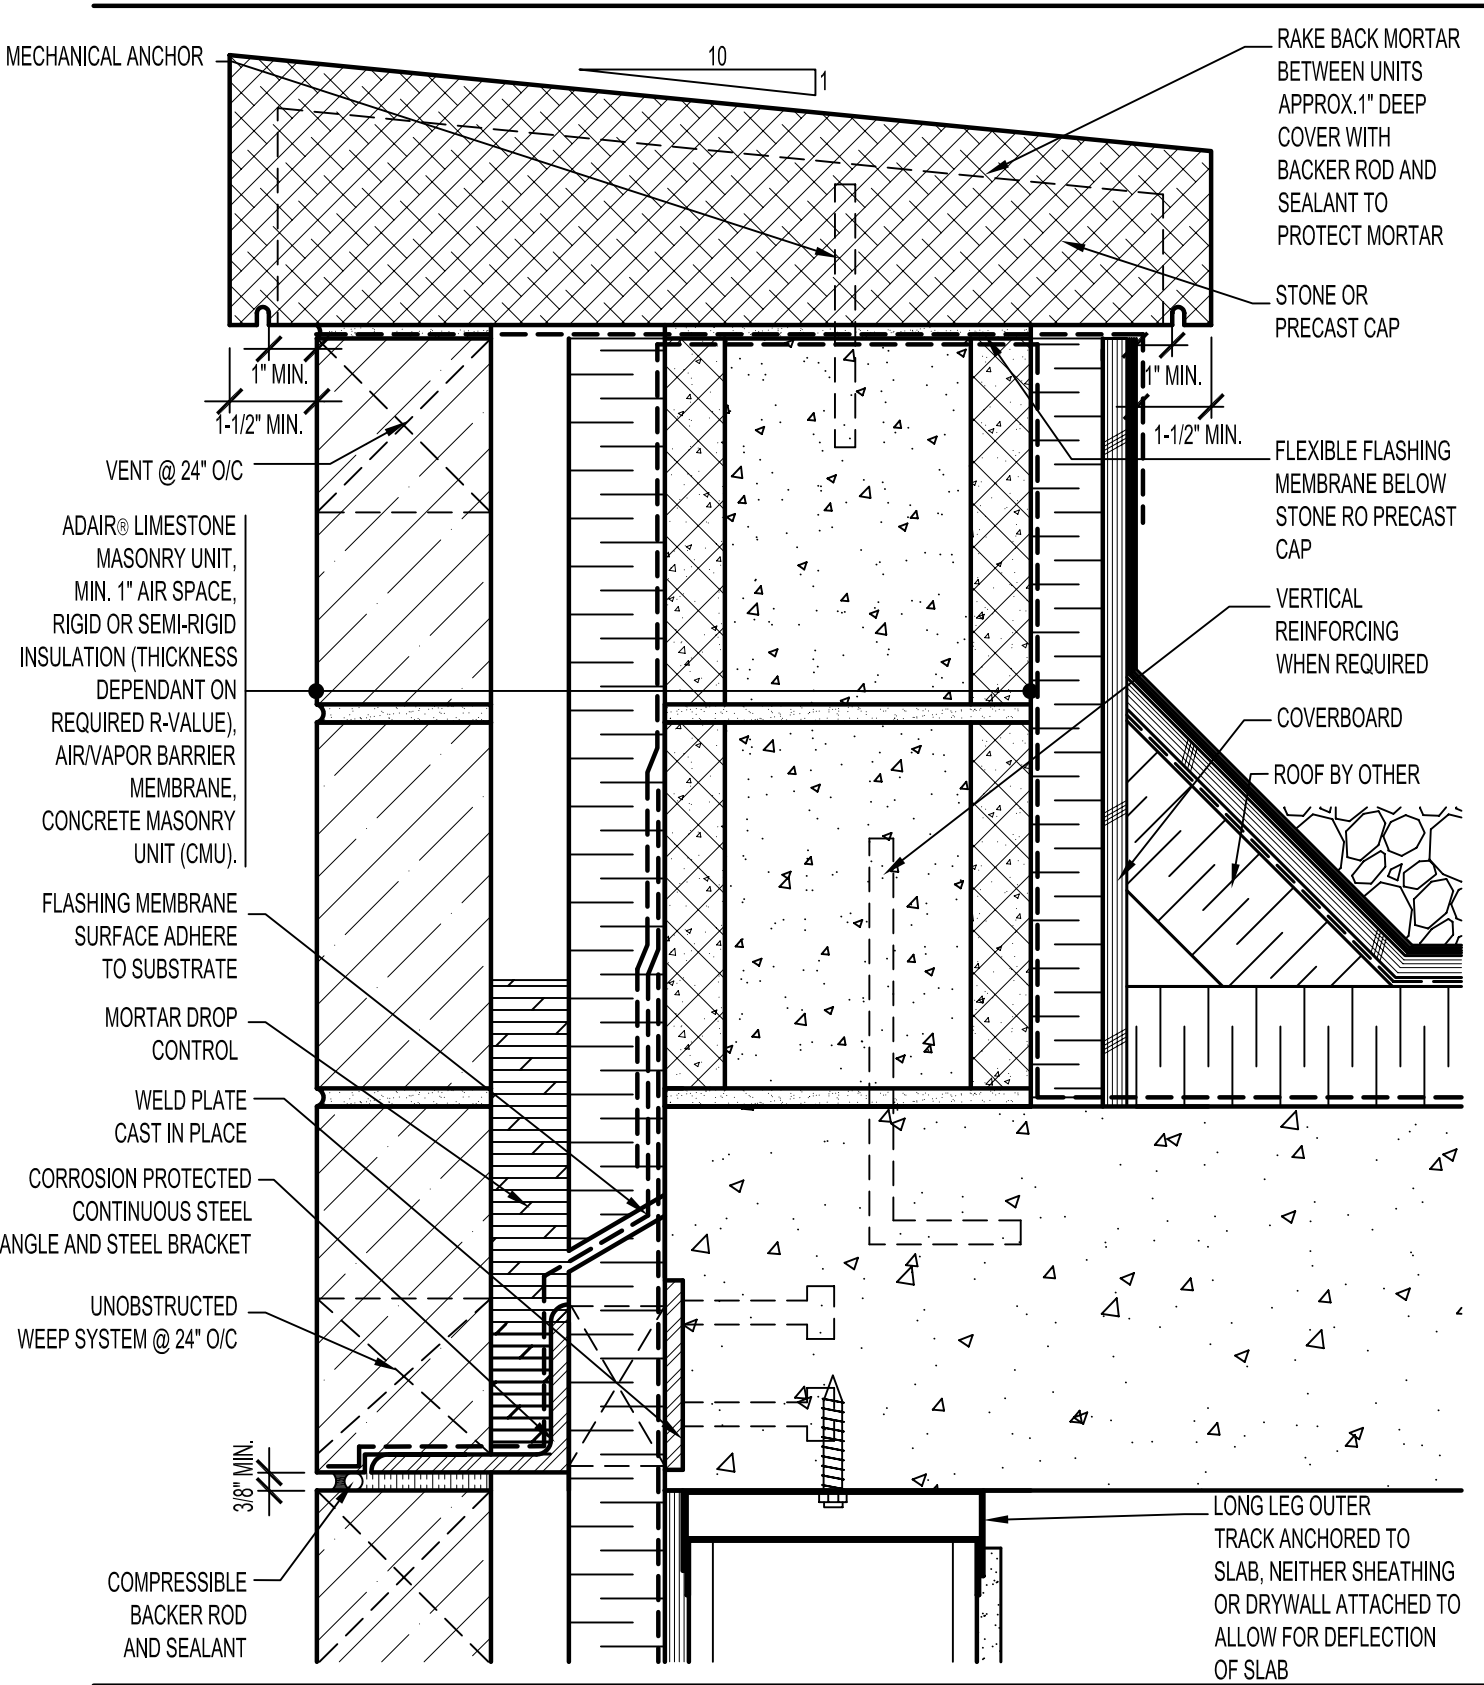 MECHANICAL ANCHOR
10
1
RAKE BACK MORTAR
BETWEEN UNITS
APPROX.1" DEEP
COVER WITH
BACKER ROD AND
SEALANT TO
PROTECT MORTAR
STONE OR
PRECAST CAP
1" MIN.
1-1/2" MIN.
1" MIN.
1-1/2" MIN.
VENT @ 24" O/C
FLEXIBLE FLASHING
MEMBRANE BELOW
STONE RO PRECAST
CAP
ADAIR® LIMESTONE
MASONRY UNIT,
MIN. 1" AIR SPACE,
RIGID OR SEMI-RIGID
INSULATION (THICKNESS
DEPENDANT ON
REQUIRED R-VALUE),
AIR/VAPOR BARRIER
MEMBRANE,
CONCRETE MASONRY
UNIT (CMU).
VERTICAL
REINFORCING
WHEN REQUIRED
COVERBOARD
ROOF BY OTHER
FLASHING MEMBRANE
SURFACE ADHERE
TO SUBSTRATE
MORTAR DROP
CONTROL
WELD PLATE
CAST IN PLACE
CORROSION PROTECTED
CONTINUOUS STEEL
ANGLE AND STEEL BRACKET
UNOBSTRUCTED
WEEP SYSTEM @ 24" O/C
3/8" MIN.
COMPRESSIBLE
BACKER ROD
AND SEALANT
LONG LEG OUTER
TRACK ANCHORED TO
SLAB, NEITHER SHEATHING
OR DRYWALL ATTACHED TO
ALLOW FOR DEFLECTION
OF SLAB